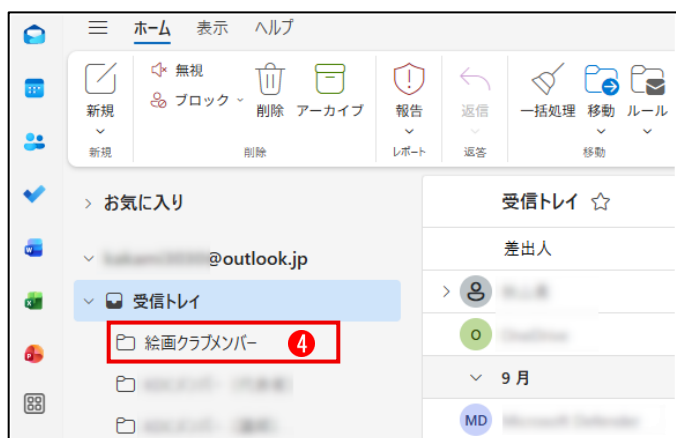 ホーム 表示 ヘルプ
無視
ブロック
新規 削除 アーカイブ 報告 返信 一括処理 移動 ルール
新規 削除 レポート 返答 移動
お気に入り
受信トレイ
差出人
@outlook.jp
受信トレイ
絵画クラブメンバー 4
O
9 月
MD